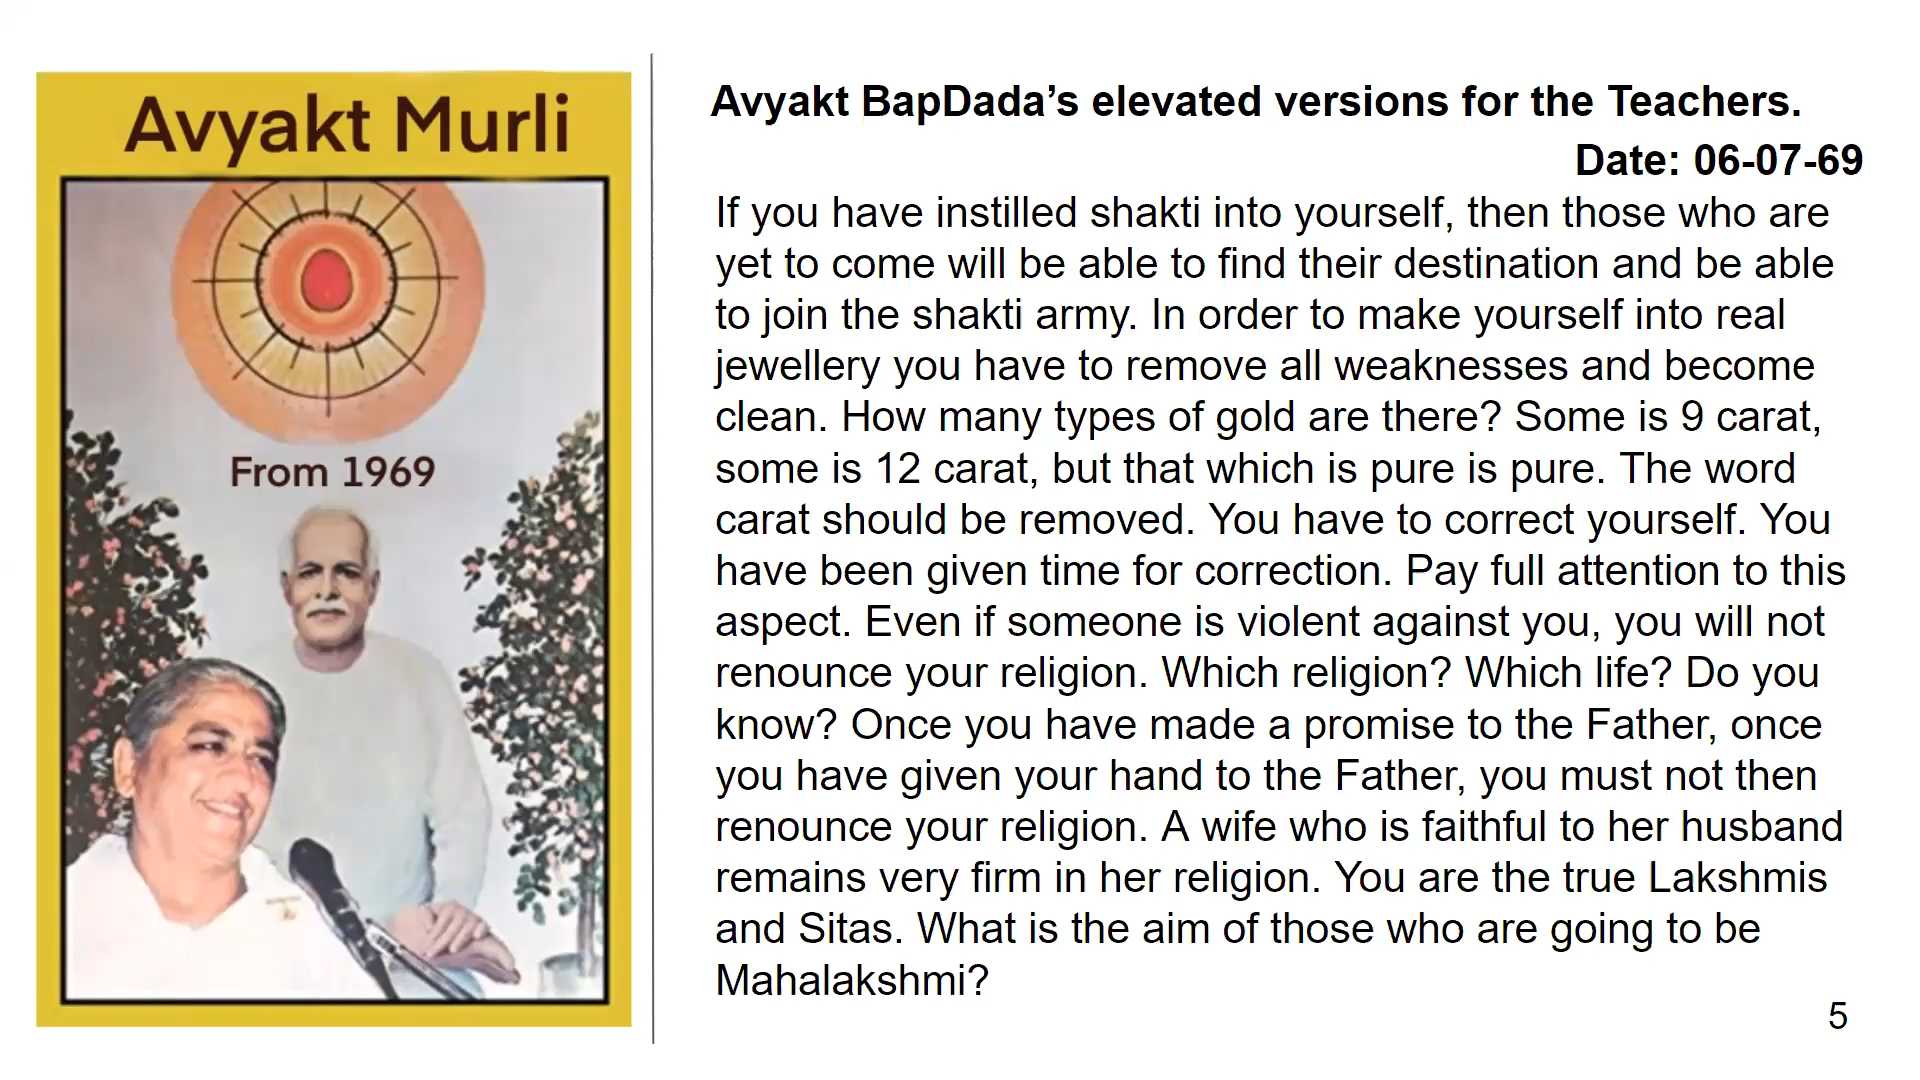 Avyakt Murli
From 1969
Avyakt BapDada’s elevated versions for the Teachers.
Date: 06-07-69
If you have instilled shakti into yourself, then those who are
yet to come will be able to find their destination and be able
to join the shakti army. In order to make yourself into real
jewellery you have to remove all weaknesses and become
clean. How many types of gold are there? Some is 9 carat,
some is 12 carat, but that which is pure is pure. The word
carat should be removed. You have to correct yourself. You
have been given time for correction. Pay full attention to this
aspect. Even if someone is violent against you, you will not
renounce your religion. Which religion? Which life? Do you
know? Once you have made a promise to the Father, once
you have given your hand to the Father, you must not then
renounce your religion. A wife who is faithful to her husband
remains very firm in her religion. You are the true Lakshmis
and Sitas. What is the aim of those who are going to be
Mahalakshmi?
5